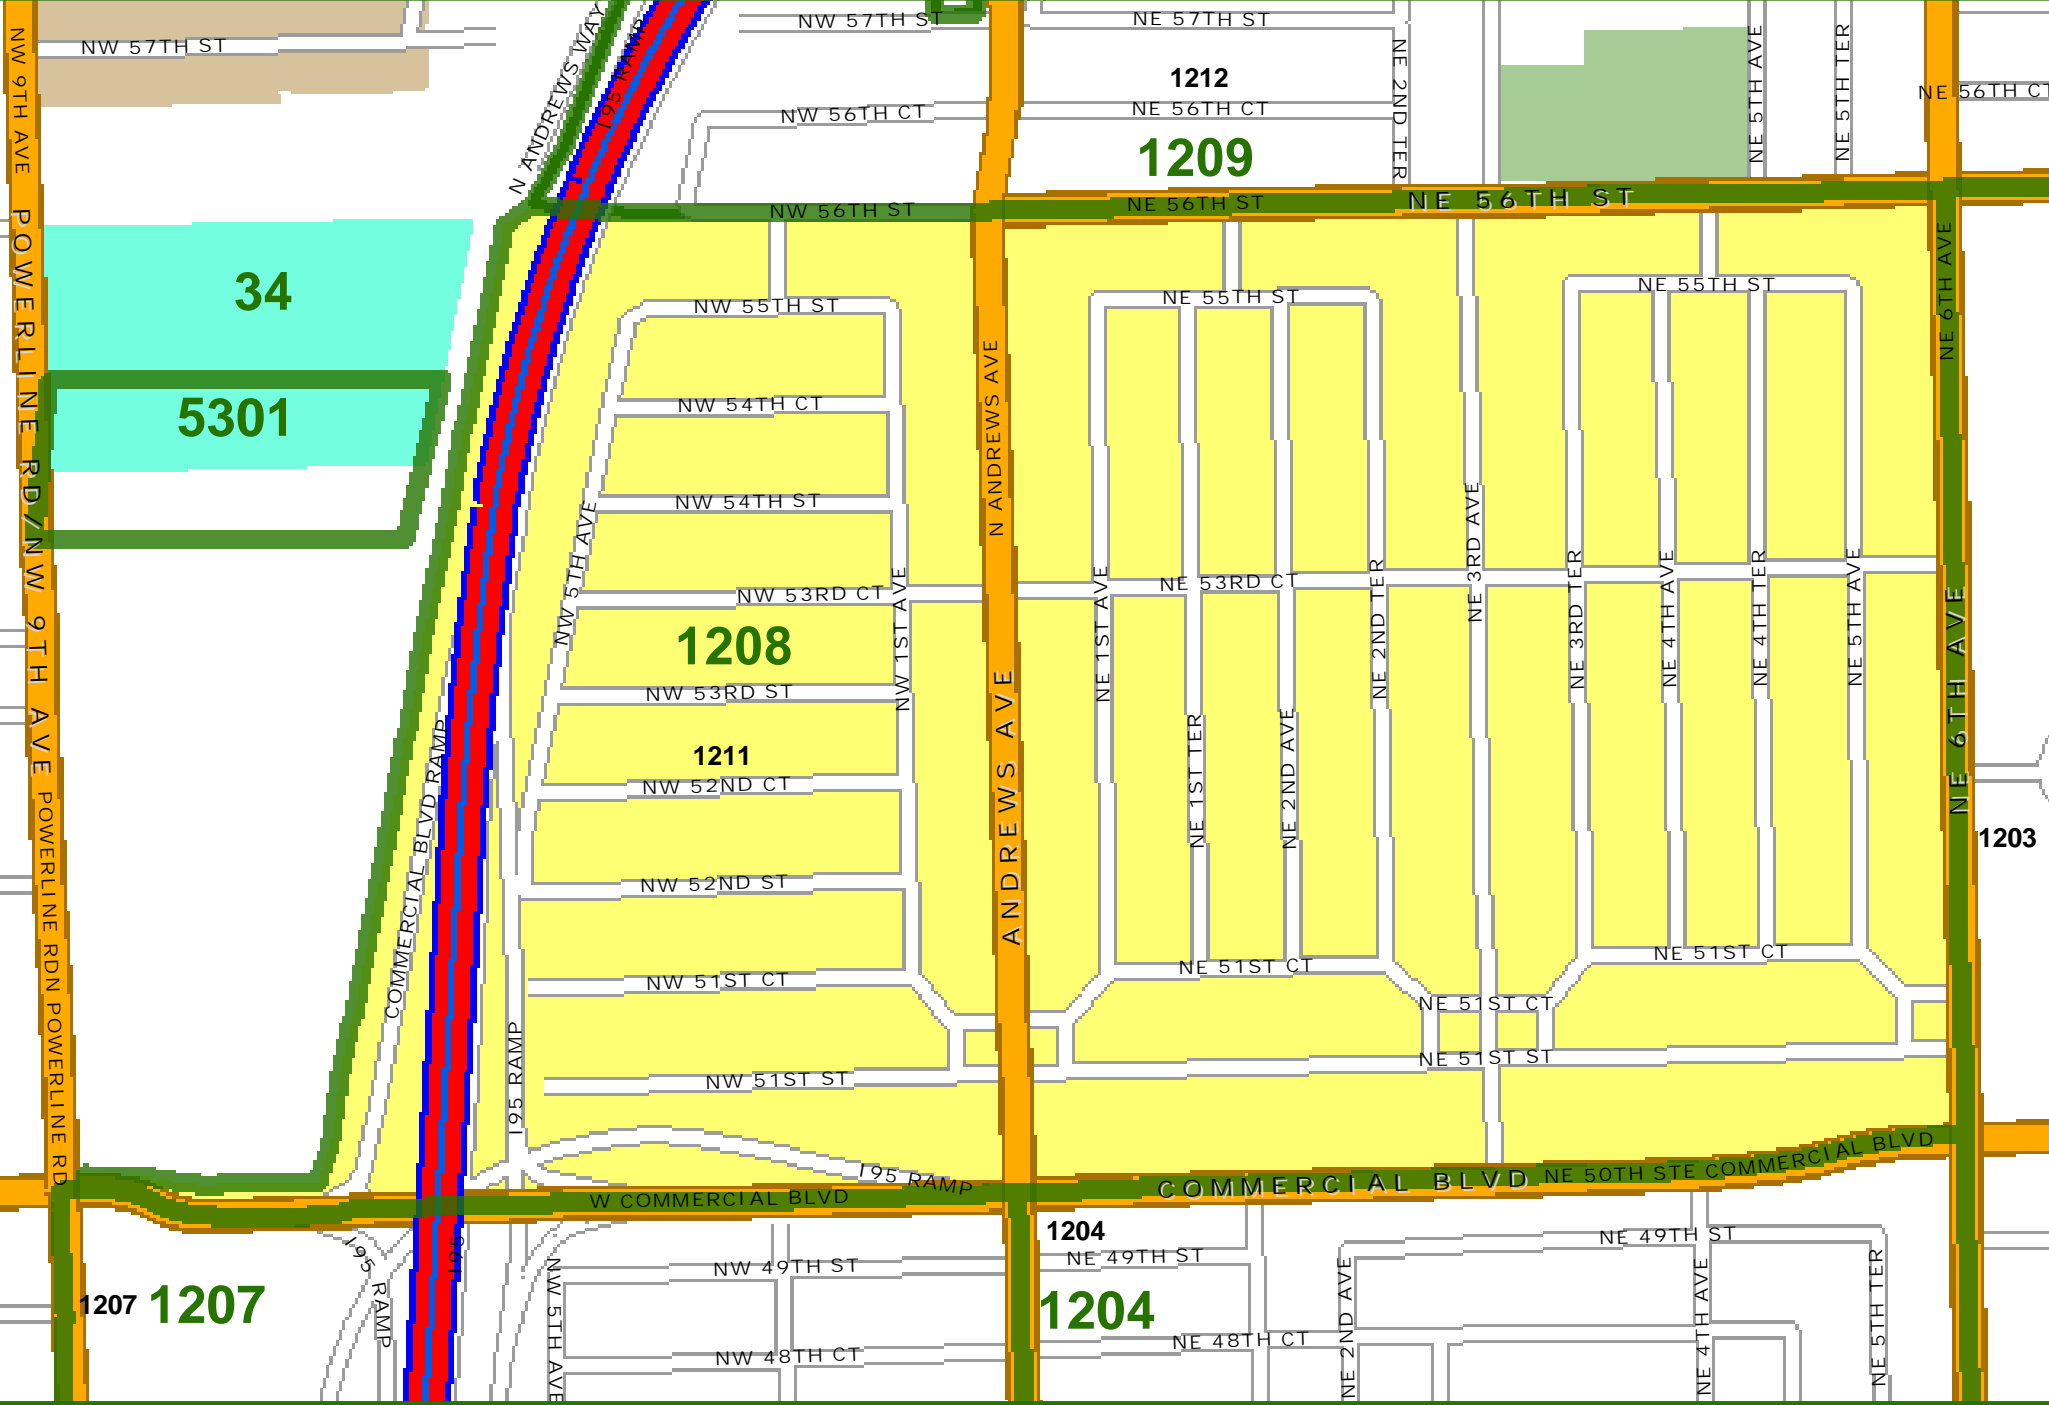 NW 57TH ST
NE 57TH ST
NW 57TH ST
NW 9TH AVE
N ANDREWS WAY
I95 RAMP
1212
NE 2ND TER
NE 5TH AVE
NE 5TH TER
NE 56TH CT
NW 56TH CT
NE 56TH CT
1209
NW 56TH ST
NE 56TH ST
NE 56TH ST
POWERLINE RD/NW 9TH AVE
34
5301
NE 6TH AVE
NW 55TH ST
NE 55TH ST
NE 55TH ST
N ANDREWS AVE
NW 54TH CT
NW 54TH ST
NW 5TH AVE
NE 3RD AVE
NW 53RD CT
NE 53RD CT
NW 1ST AVE
NE 1ST AVE
NE 2ND TER
NE 3RD TER
NE 4TH AVE
NE 4TH TER
NE 5TH AVE
NE 6TH AVE
1208
NW 53RD ST
1211
NW 52ND CT
NE 1ST TER
NE 2ND AVE
ANDREWS AVE
COMMERCIAL BLVD RAMP
1203
NW 52ND ST
POWERLINE RDN POWERLINE RD
NW 51ST CT
NE 51ST CT
NE 51ST CT
NE 51ST CT
I95 RAMP
NW 51ST ST
NE 51ST ST
I95 RAMP
W COMMERCIAL BLVD
COMMERCIAL BLVD
NE 50TH STE COMMERCIAL BLVD
1204
I95 RAMP
I95
NW 49TH ST
NE 49TH ST
NE 49TH ST
1207
1207
1204
NW 5TH AVE
NE 2ND AVE
NE 4TH AVE
NE 5TH TER
NW 48TH CT
NE 48TH CT